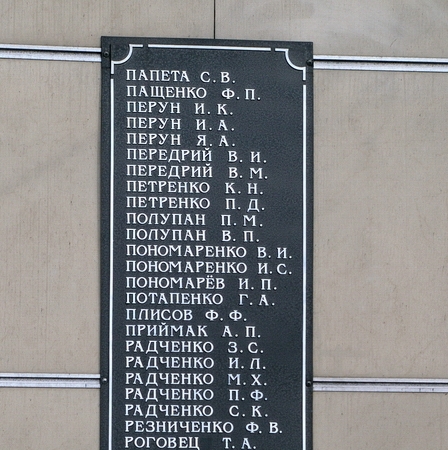 ПАПЕТА С. В.
ПАЩЕНКО Ф. П.
ПЕРУН И. К.
ПЕРУН И. А.
ПЕРУН Я. А.
ПЕРЕДРИЙ В. И.
ПЕРЕДРИЙ В. М.
ПЕТРЕНКО К. Н.
ПЕТРЕНКО П. Д.
ПОЛУПАН П. М.
ПОЛУПАН В. П.
ПОНОМАРЕНКО В. И.
ПОНОМАРЕНКО И. С.
ПОНОМАРЁВ И. П.
ПОТАПЕНКО Г. А.
ПЛИСОВ Ф. Ф.
ПРИЙМАК А. П.
РАДЧЕНКО З. С.
РАДЧЕНКО И. Л.
РАДЧЕНКО М. Х.
РАДЧЕНКО П. Ф.
РАДЧЕНКО С. К.
РЕЗНИЧЕНКО Ф. В.
РОГОВЕЦ Т. А.